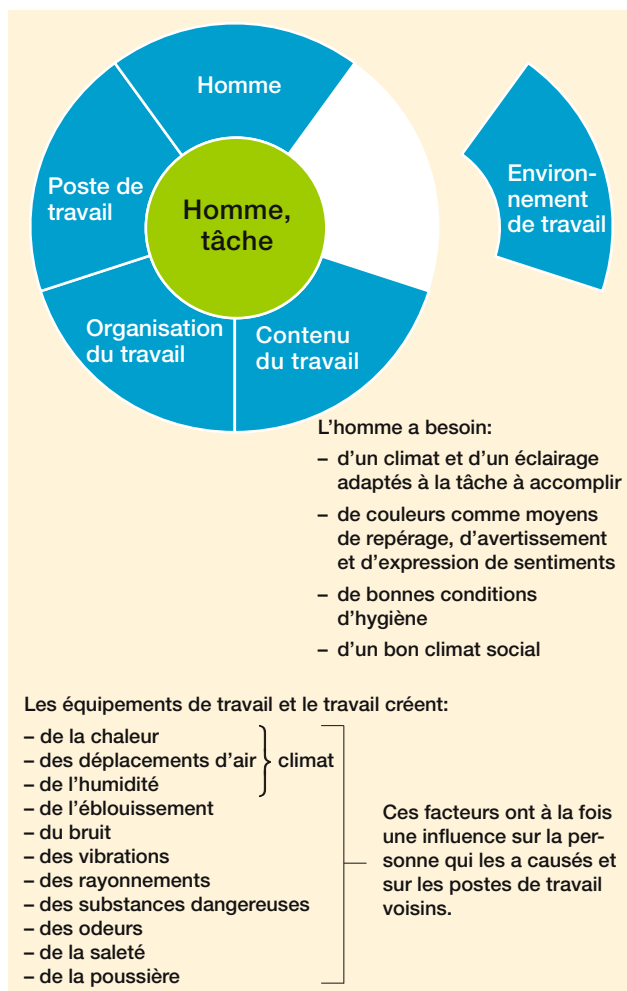 Homme
Environ-
nement
de travail
Poste de
travail
Homme,
tâche
Organisation
du travail
Contenu
du travail
L’homme a besoin:
– d’un climat et d’un éclairage
adaptés à la tâche à accomplir
– de couleurs comme moyens
de repérage, d’avertissement
et d’expression de sentiments
– de bonnes conditions
d’hygiène
– d’un bon climat social
Les équipements de travail et le travail créent:
– de la chaleur
– des déplacements d’air
climat
– de l’humidité
– de l’éblouissement
– du bruit
– des vibrations
– des rayonnements
– des substances dangereuses
– des odeurs
– de la saleté
– de la poussière
Ces facteurs ont à la fois
une influence sur la per-
sonne qui les a causés et
sur les postes de travail
voisins.